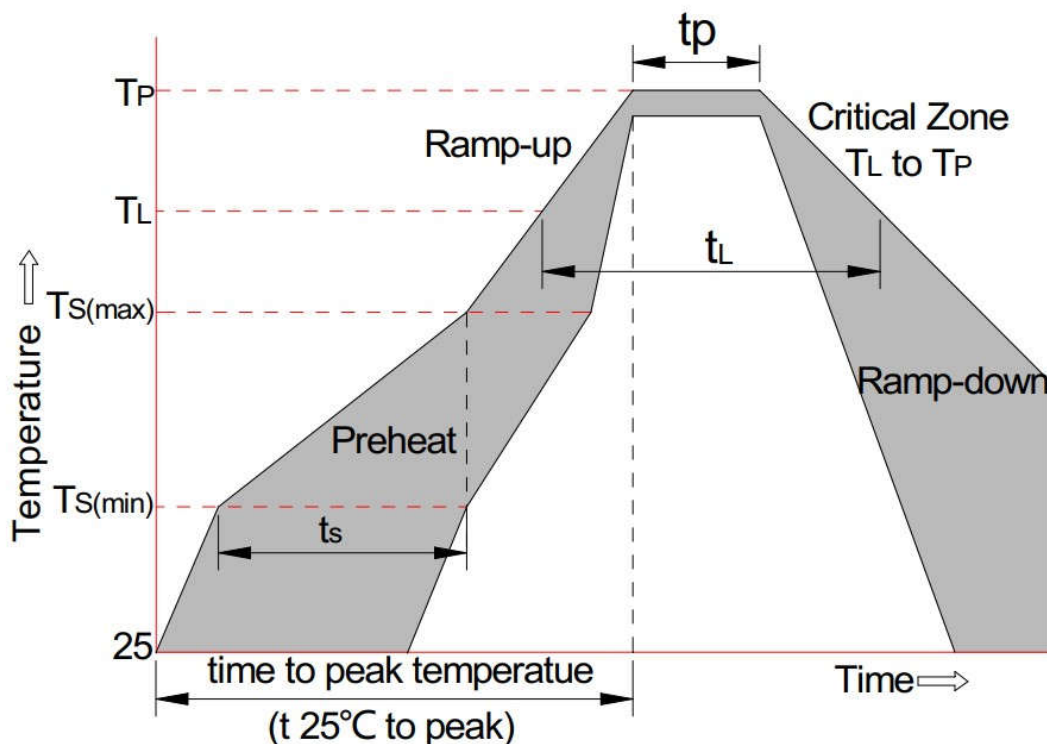 tp
TP
Critical Zone
TL to TP
Ramp-up
TL
tL
TS(max)
Temperature
Ramp-down
Preheat
TS(min)
ts
25
time to peak temperatue
Time
(t 25℃ to peak)